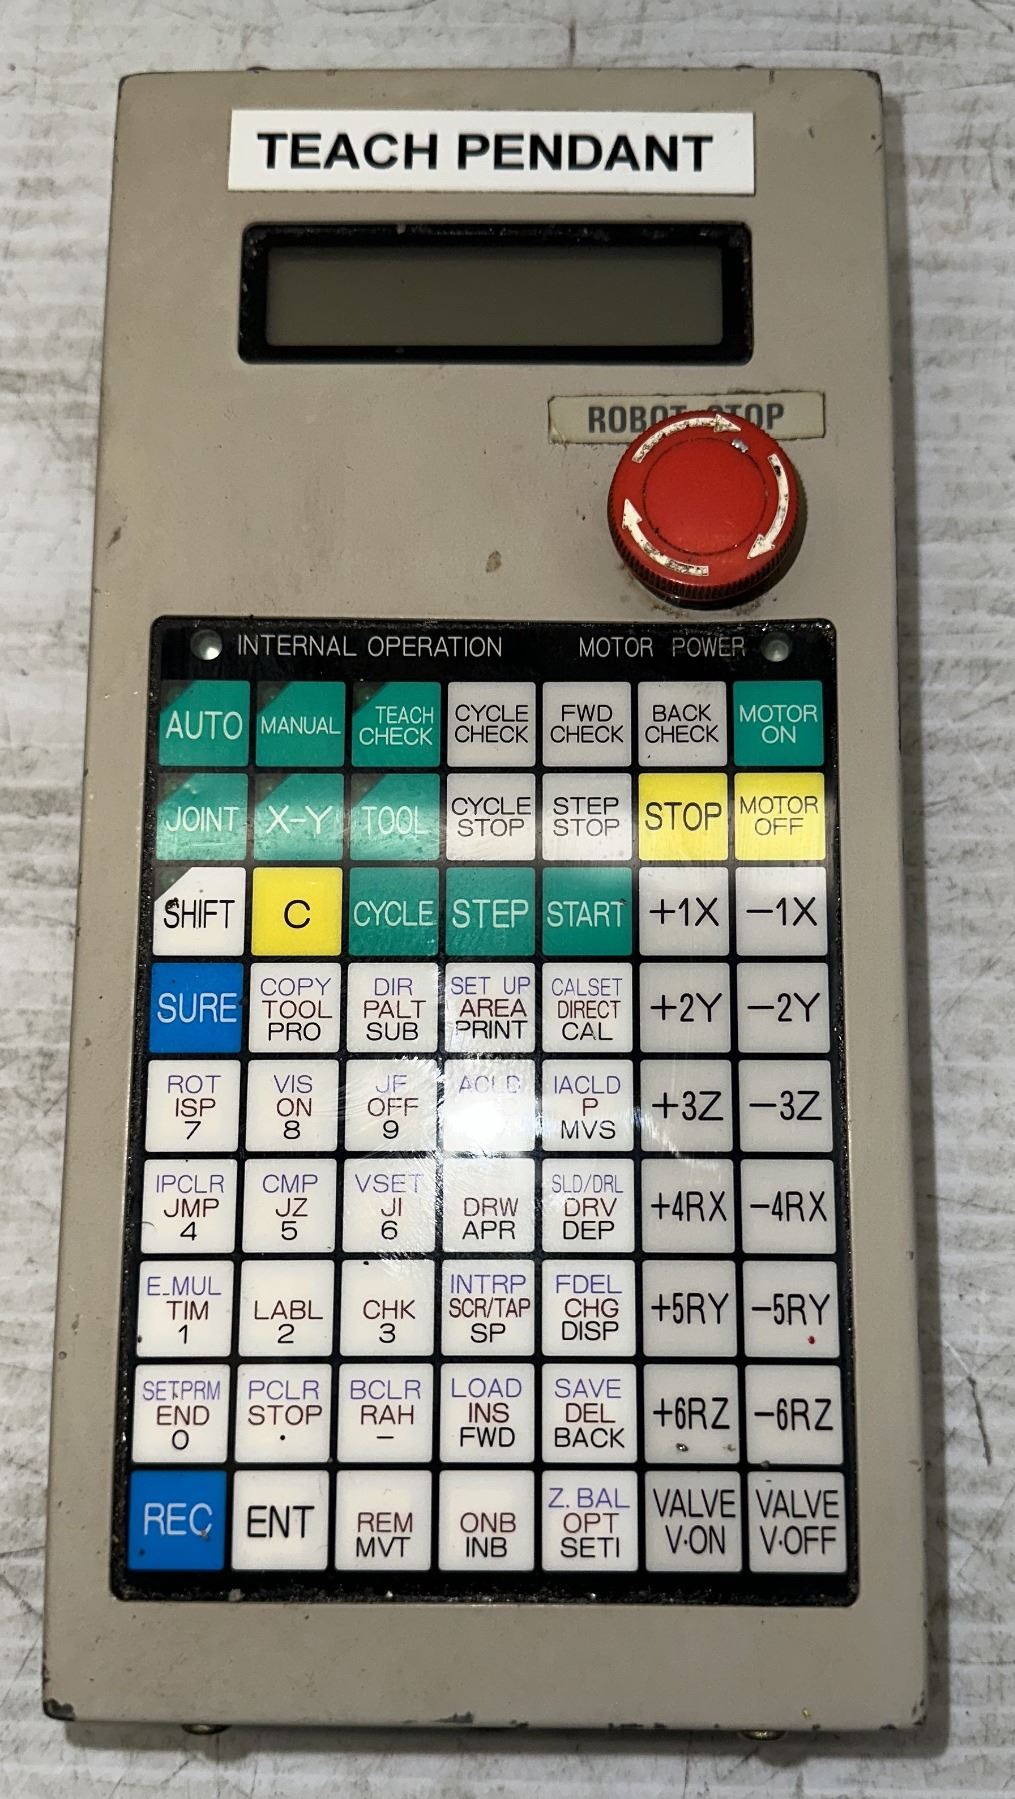 TEACH PENDANT
ROBOT STOP
INTERNAL OPERATION
MOTOR POWER
AUTO
MANUAL
TEACH
CHECK
CYCLE
CHECK
FWD
CHECK
BACK
CHECK
MOTOR
ON
JOINT
X-Y
TOOL
CYCLE
STOP
STEP
STOP
STOP
MOTOR
OFF
SHIFT
C
CYCLE
STEP
START
+1X
−1X
SURE
COPY
TOOL
PRO
DIR
PALT
SUB
SET UP
AREA
PRINT
CALSET
DIRECT
CAL
+2Y
−2Y
ROT
ISP
7
VIS
ON
8
JF
OFF
9
ACLD
IACLD
P
MVS
+3Z
−3Z
IPCLR
JMP
4
CMP
JZ
5
VSET
JI
6
DRW
APR
SLD/DRL
DRV
DEP
+4RX
−4RX
E_MUL
TIM
1
LABL
2
CHK
3
INTRP
SCR/TAP
SP
FDEL
CHG
DISP
+5RY
−5RY
SETPRM
END
0
PCLR
STOP
.
BCLR
RAH
−
LOAD
INS
FWD
SAVE
DEL
BACK
+6RZ
−6RZ
REC
ENT
REM
MVT
ONB
INB
Z.BAL
OPT
SETI
VALVE
V·ON
VALVE
V·OFF